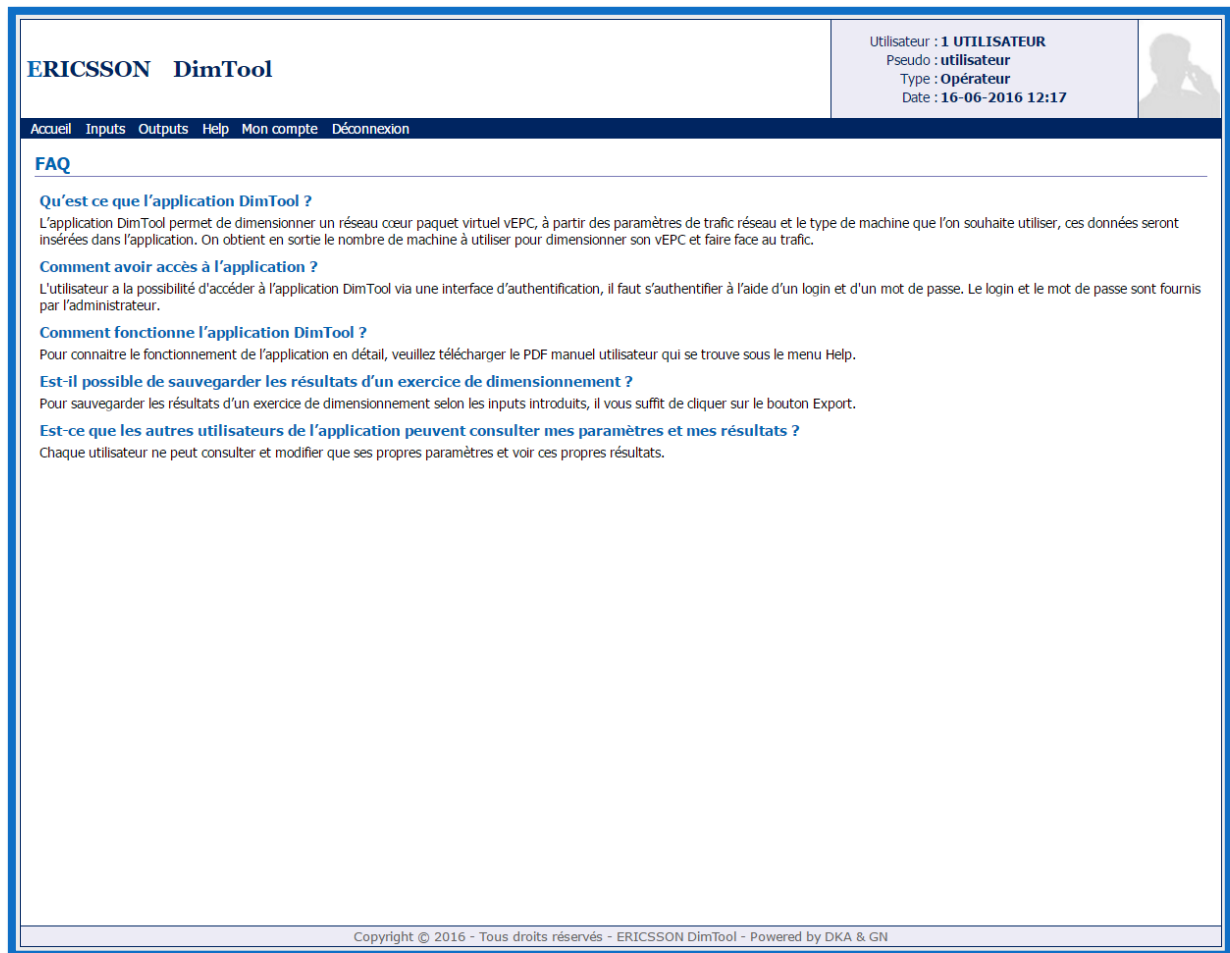 ERICSSON DimTool
Utilisateur : 1 UTILISATEUR
Pseudo : utilisateur
Type : Opérateur
Date : 16-06-2016 12:17
Accueil Inputs Outputs Help Mon compte Déconnexion
FAQ
Qu’est ce que l’application DimTool ?
L’application DimTool permet de dimensionner un réseau cœur paquet virtuel vEPC, à partir des paramètres de trafic réseau et le type de machine que l’on souhaite utiliser, ces données seront
insérées dans l’application. On obtient en sortie le nombre de machine à utiliser pour dimensionner son vEPC et faire face au trafic.
Comment avoir accès à l’application ?
L'utilisateur a la possibilité d'accéder à l’application DimTool via une interface d’authentification, il faut s’authentifier à l’aide d’un login et d'un mot de passe. Le login et le mot de passe sont fournis
par l’administrateur.
Comment fonctionne l’application DimTool ?
Pour connaitre le fonctionnement de l’application en détail, veuillez télécharger le PDF manuel utilisateur qui se trouve sous le menu Help.
Est-il possible de sauvegarder les résultats d’un exercice de dimensionnement ?
Pour sauvegarder les résultats d’un exercice de dimensionnement selon les inputs introduits, il vous suffit de cliquer sur le bouton Export.
Est-ce que les autres utilisateurs de l’application peuvent consulter mes paramètres et mes résultats ?
Chaque utilisateur ne peut consulter et modifier que ses propres paramètres et voir ces propres résultats.
Copyright © 2016 - Tous droits réservés - ERICSSON DimTool - Powered by DKA & GN